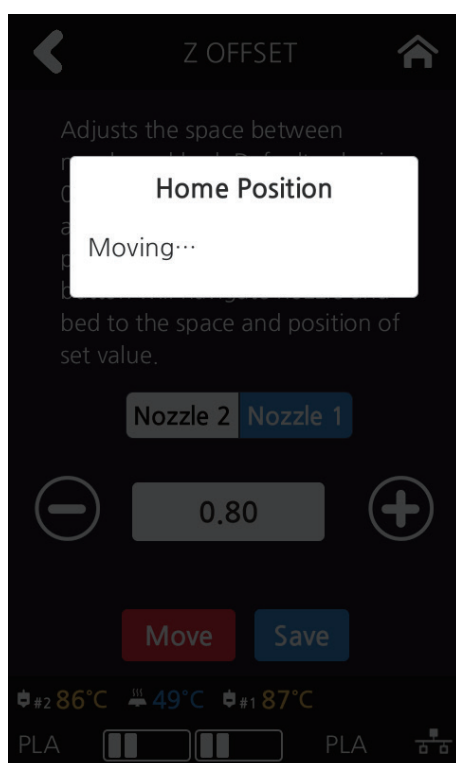 Z OFFSET
Adjusts the space between
Home Position
Moving…
bed to the space and position of
set value.
Nozzle 2 Nozzle 1
0.80
Move Save
#2 86°C 49°C #1 87°C
PLA PLA